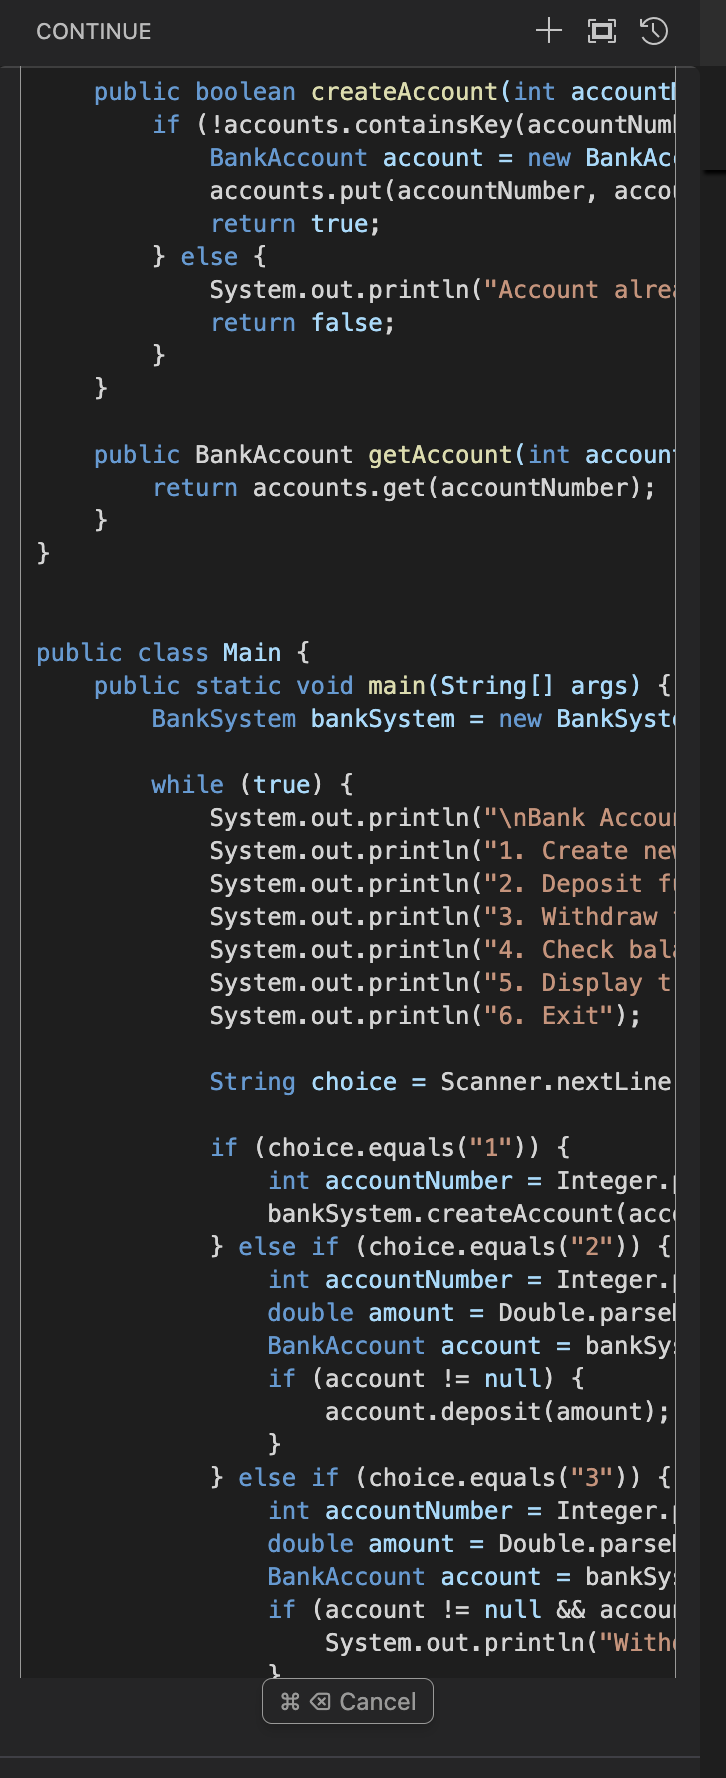 CONTINUE
public boolean createAccount(int account
if (!accounts.containsKey(accountNum
BankAccount account = new BankAc
accounts.put(accountNumber, acco
return true;
} else {
System.out.println("Account alre
return false;
}
}
public BankAccount getAccount(int accoun
return accounts.get(accountNumber);
}
}
public class Main {
public static void main(String[] args) {
BankSystem bankSystem = new BankSyst
while (true) {
System.out.println("\nBank Accou
System.out.println("1. Create ne
System.out.println("2. Deposit f
System.out.println("3. Withdraw
System.out.println("4. Check bal
System.out.println("5. Display t
System.out.println("6. Exit");
String choice = Scanner.nextLine
if (choice.equals("1")) {
int accountNumber = Integer.
bankSystem.createAccount(acc
} else if (choice.equals("2")) {
int accountNumber = Integer.
double amount = Double.parse
BankAccount account = bankSy
if (account != null) {
account.deposit(amount);
}
} else if (choice.equals("3")) {
int accountNumber = Integer.
double amount = Double.parse
BankAccount account = bankSy
if (account != null && accou
System.out.println("With
}
⌘ ⌫ Cancel